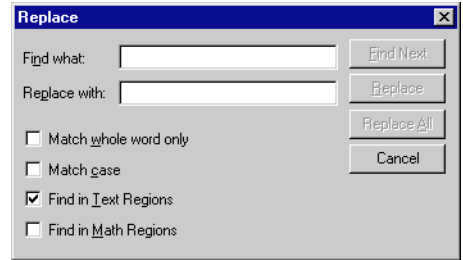 Replace
Find what:
Find Next
Replace with:
Replace
Replace All
Match whole word only
Cancel
Match case
Find in Text Regions
Find in Math Regions